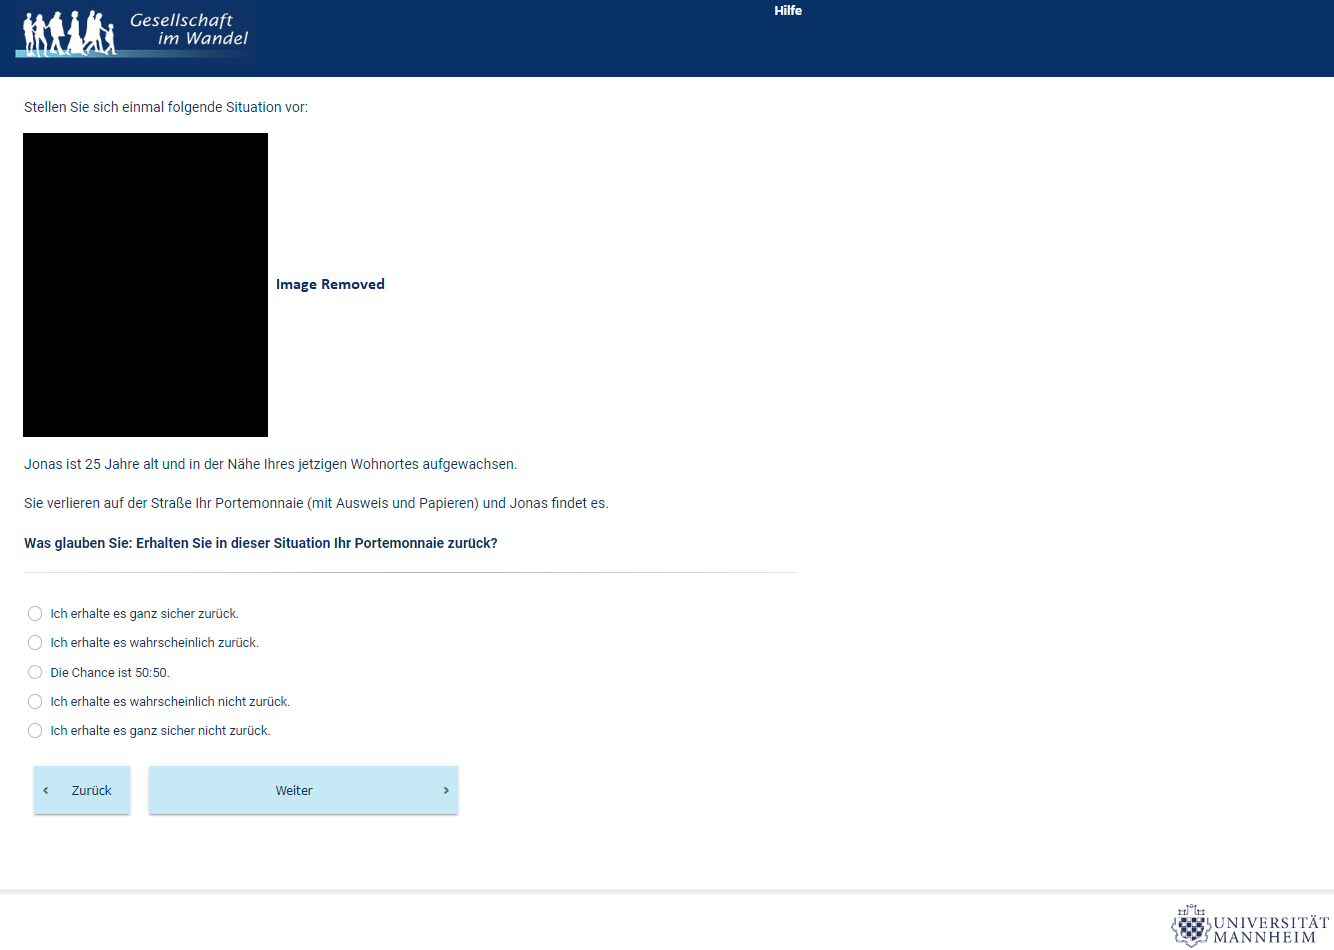 Gesellschaft
im Wandel
Hilfe
Stellen Sie sich einmal folgende Situation vor:
Image Removed
Jonas ist 25 Jahre alt und in der Nähe Ihres jetzigen Wohnortes aufgewachsen.
Sie verlieren auf der Straße Ihr Portemonnaie (mit Ausweis und Papieren) und Jonas findet es.
Was glauben Sie: Erhalten Sie in dieser Situation Ihr Portemonnaie zurück?
Ich erhalte es ganz sicher zurück.
Ich erhalte es wahrscheinlich zurück.
Die Chance ist 50:50.
Ich erhalte es wahrscheinlich nicht zurück.
Ich erhalte es ganz sicher nicht zurück.
Zurück
Weiter
UNIVERSITÄT
MANNHEIM